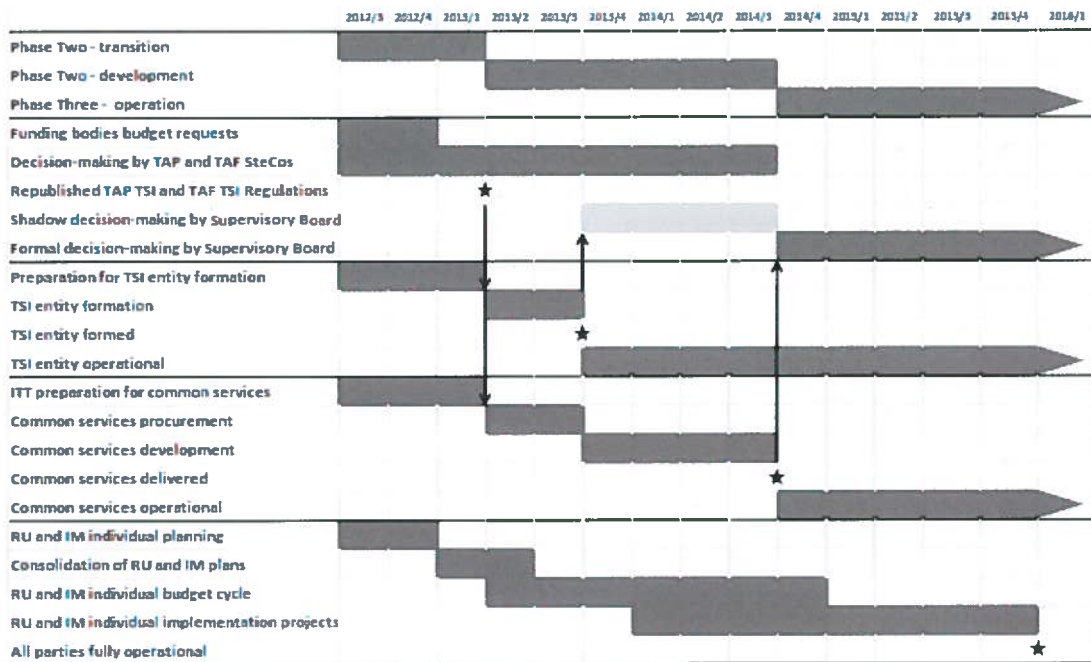 2012/3 2012/4 2013/1 2013/2 2013/3 2013/4 2014/1 2014/2 2014/3 2014/4 2015/1 2015/2 2015/3 2015/4 2016/1
Phase Two - transition
Phase Two - development
Phase Three - operation
Funding bodies budget requests
Decision-making by TAP and TAF SteCos
Republished TAP TSI and TAF TSI Regulations
Shadow decision-making by Supervisory Board
Formal decision-making by Supervisory Board
Preparation for TSI entity formation
TSI entity formation
TSI entity formed
TSI entity operational
ITT preparation for common services
Common services procurement
Common services development
Common services delivered
Common services operational
RU and IM individual planning
Consolidation of RU and IM plans
RU and IM individual budget cycle
RU and IM individual implementation projects
All parties fully operational